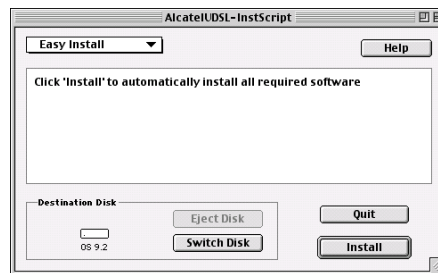 AlcatelUDSL-InstScript
Easy Install
Help
Click 'Install' to automatically install all required software
Destination Disk
OS 9.2
Eject Disk
Switch Disk
Quit
Install